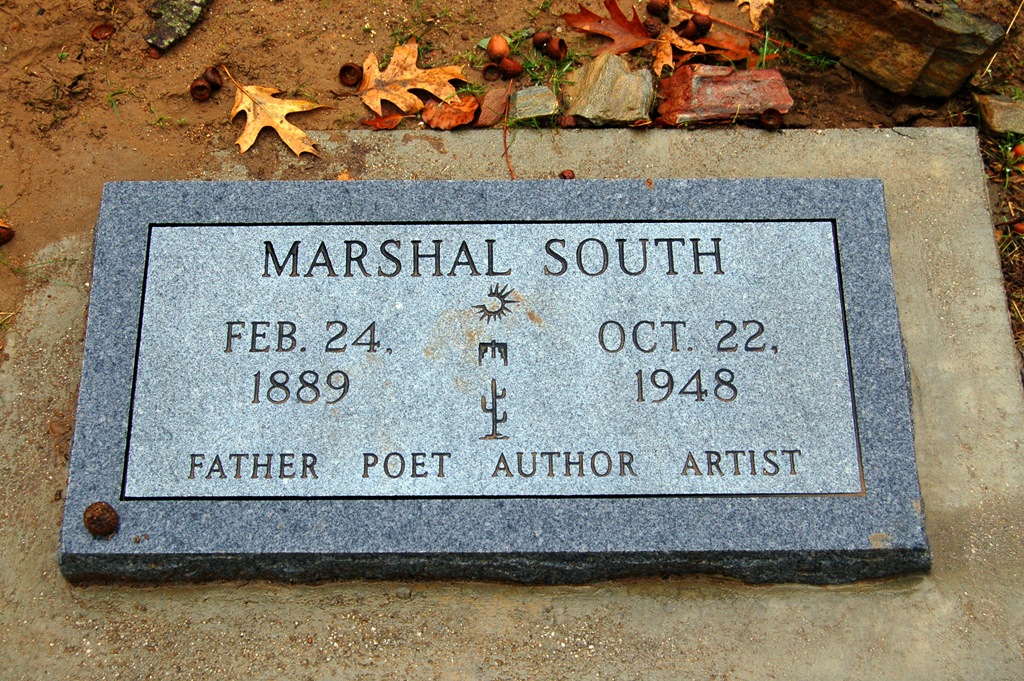 MARSHAL SOUTH
FEB. 24, OCT. 22,
1889 1948
FATHER POET AUTHOR ARTIST